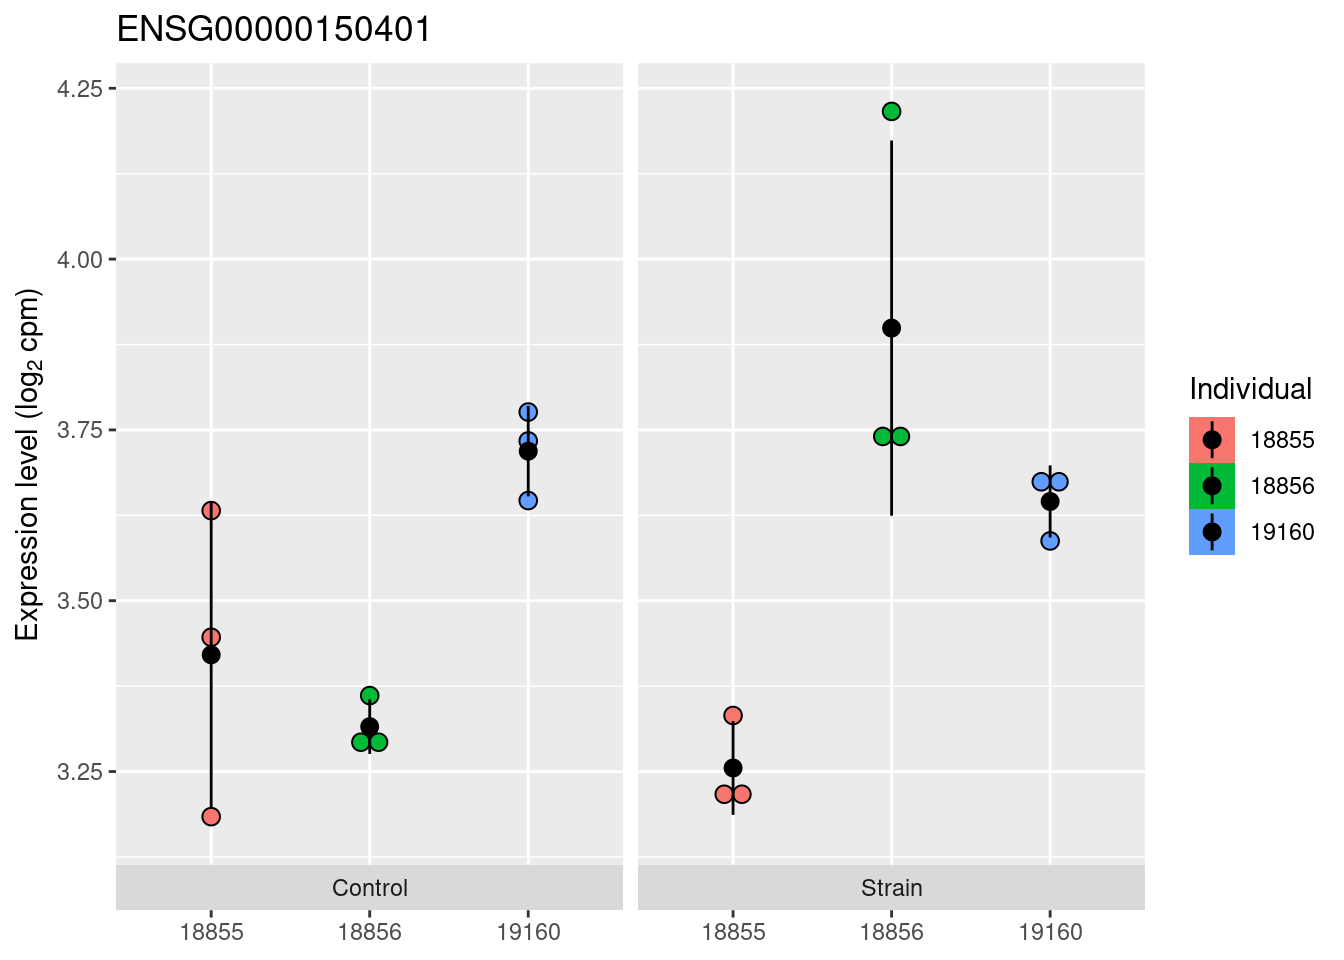 ENSG00000150401
Expression level (log2 cpm)
4.25
4.00
3.75
3.50
3.25
Control
Strain
18855
18856
19160
18855
18856
19160
Individual
18855
18856
19160